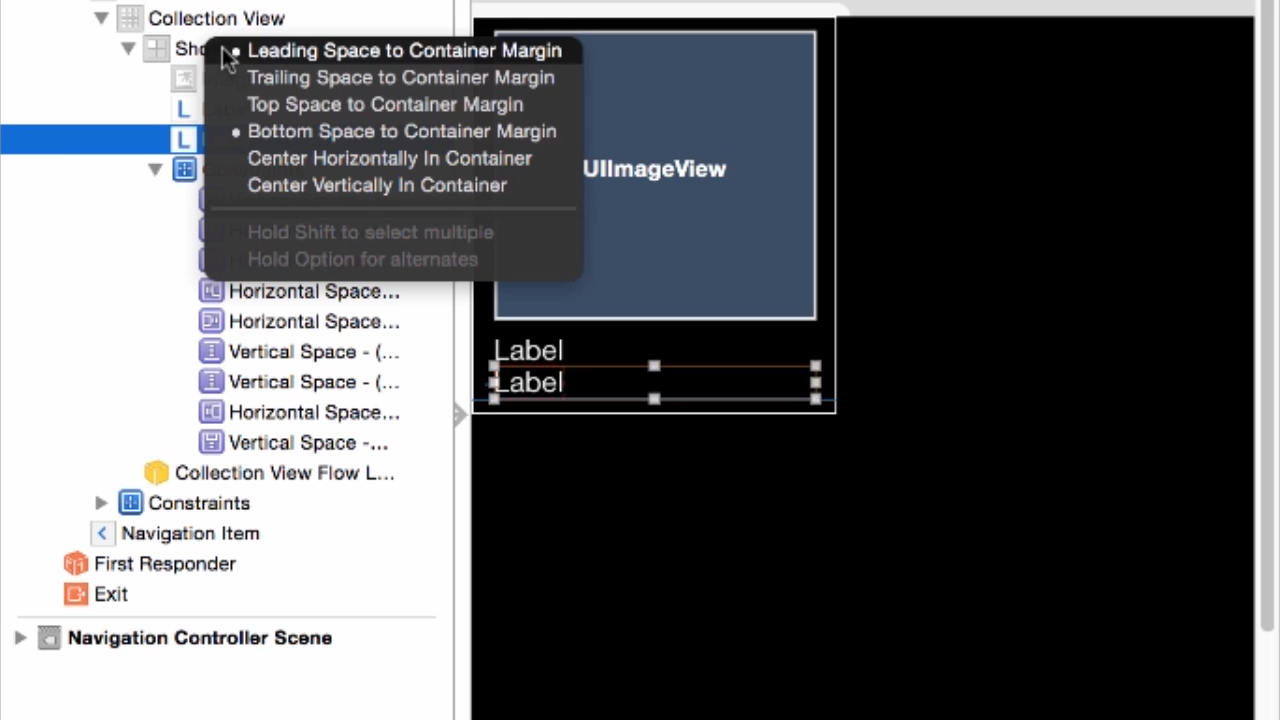 Collection View
Sho
Leading Space to Container Margin
Trailing Space to Container Margin
Top Space to Container Margin
L
Bottom Space to Container Margin
L
Center Horizontally In Container
UIImageView
Center Vertically In Container
Hold Shift to select multiple
Hold Option for alternates
Horizontal Space...
Horizontal Space...
Label
Vertical Space - (...
Vertical Space - (...
Label
Horizontal Space...
Vertical Space -...
Collection View Flow L...
Constraints
Navigation Item
First Responder
Exit
Navigation Controller Scene